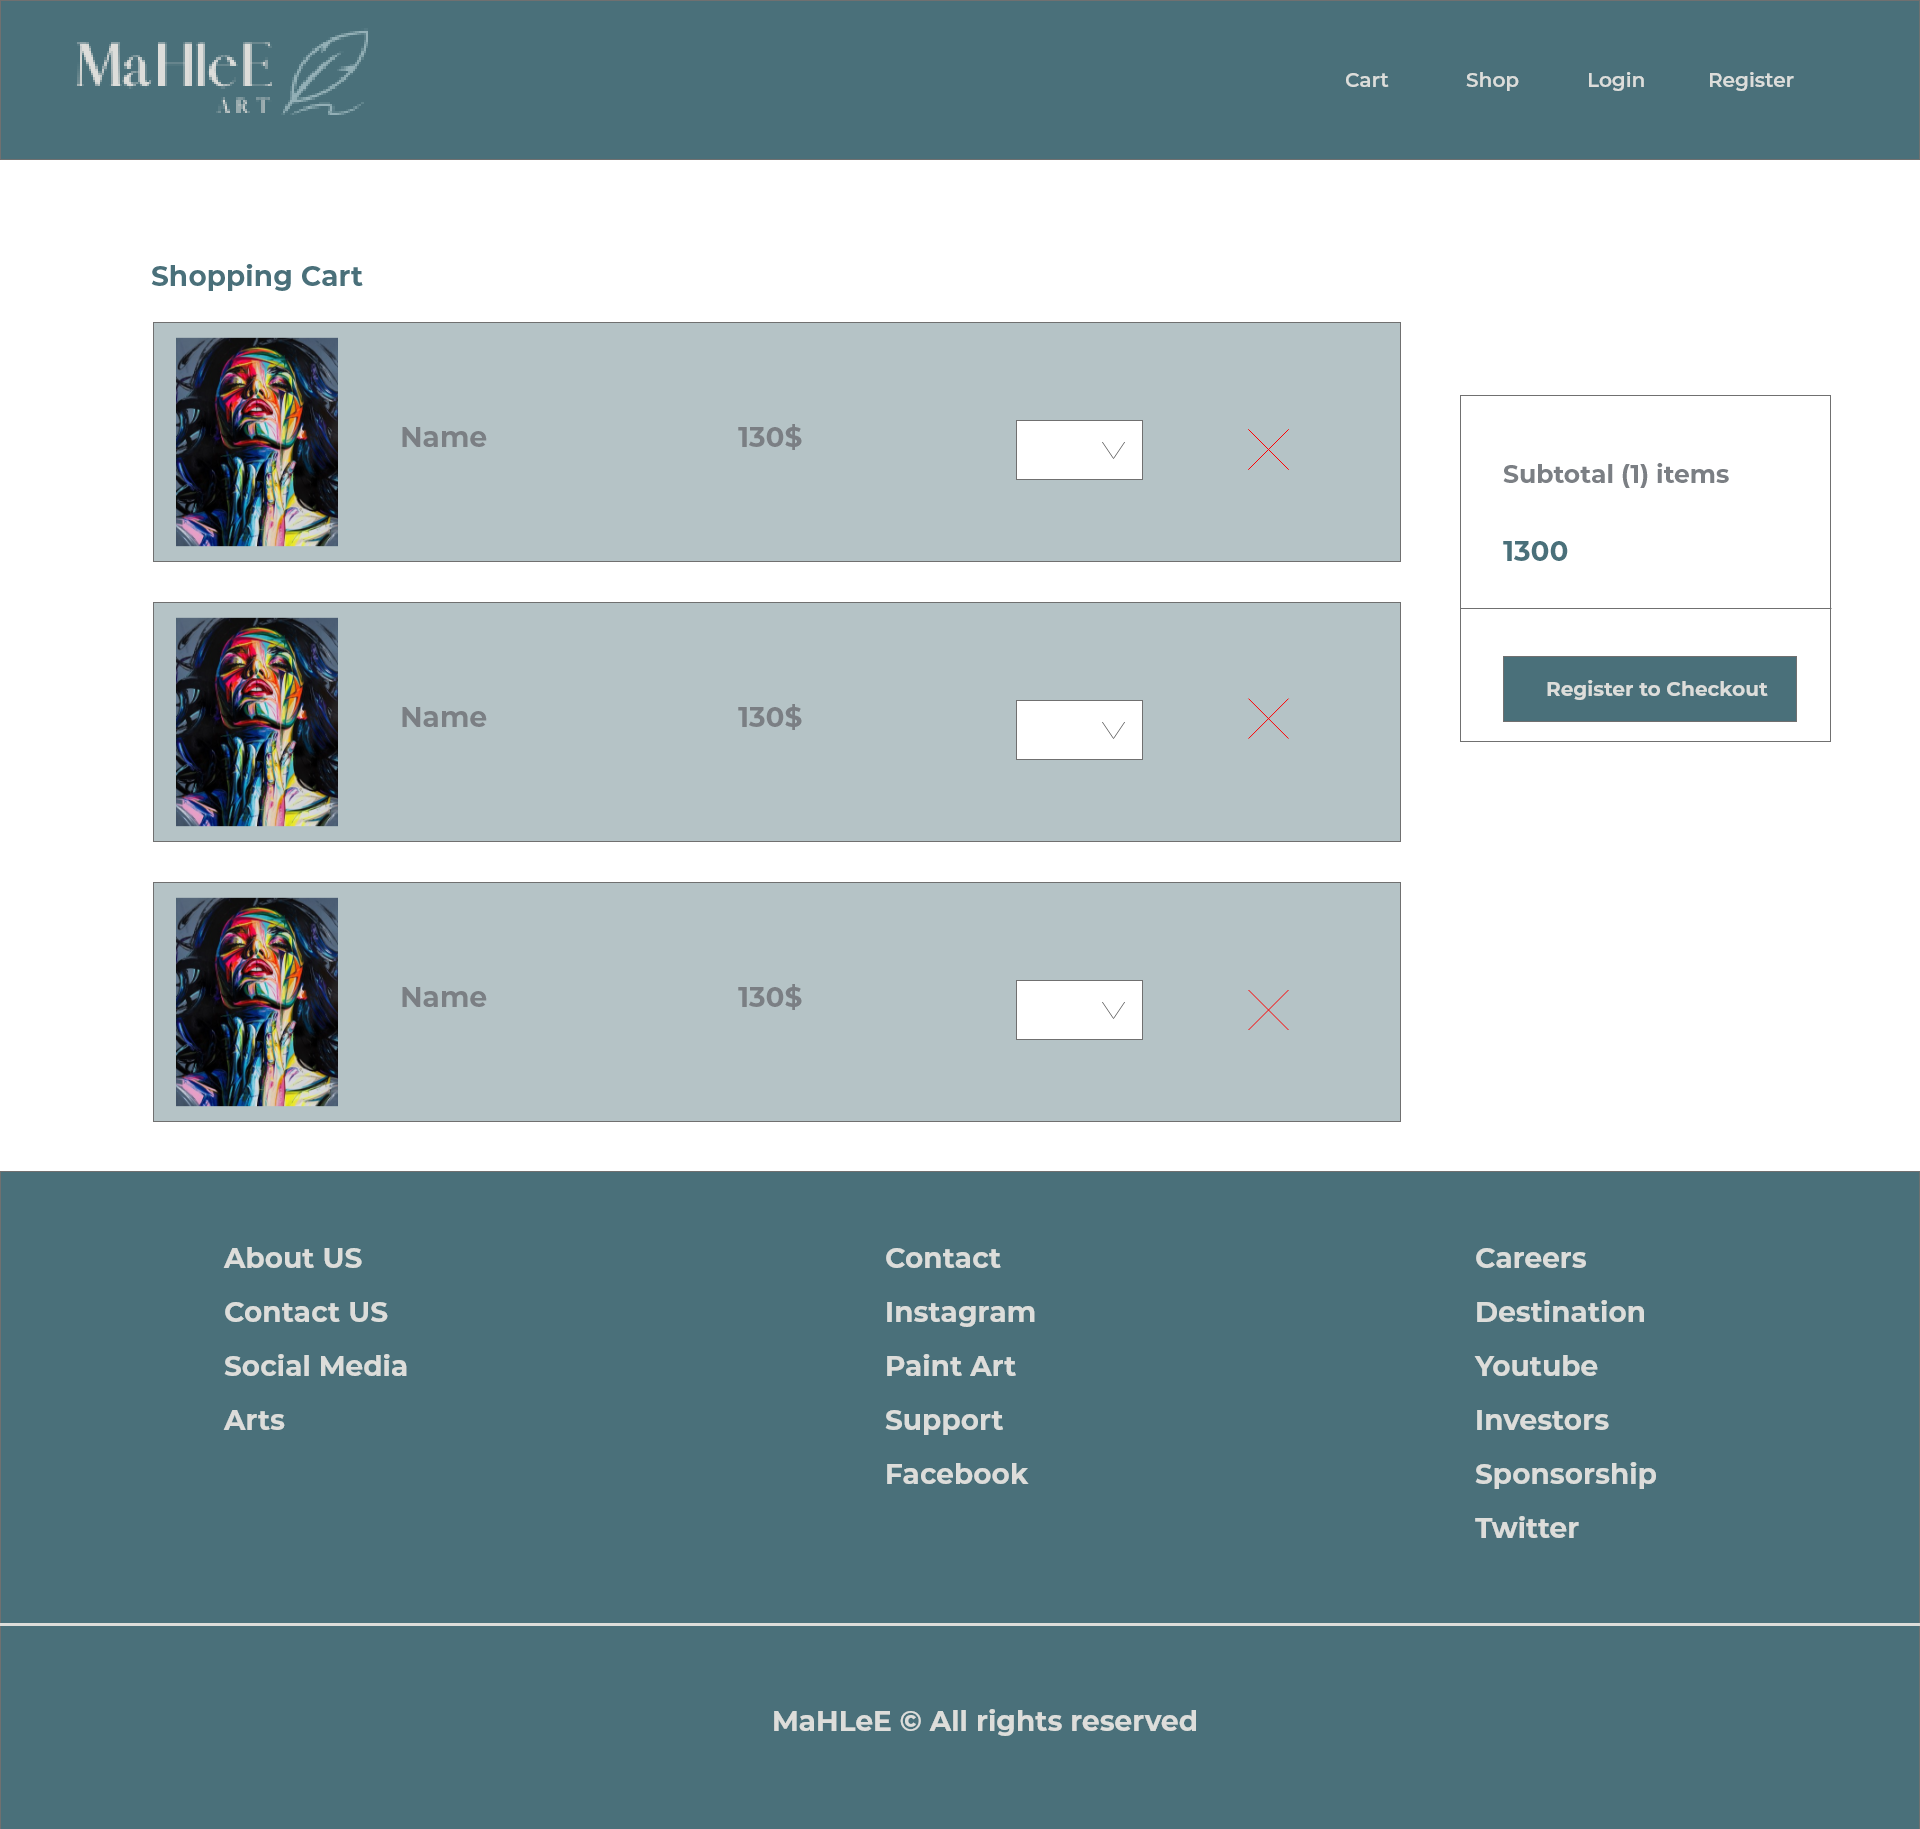 MaHleE
ART
Cart Shop Login Register
Shopping Cart
Name 130$
Subtotal (1) items
1300
Name 130$
Register to Checkout
Name 130$
About US
Contact US
Social Media
Arts
Contact
Instagram
Paint Art
Support
Facebook
Careers
Destination
Youtube
Investors
Sponsorship
Twitter
MaHLeE © All rights reserved